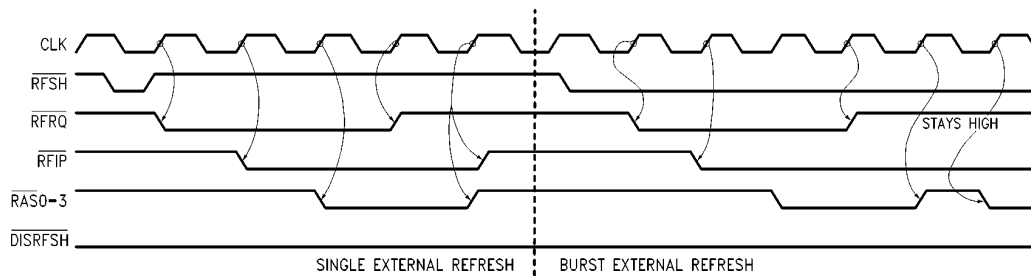 CLK
RFSH
RFRQ
STAYS HIGH
RFIP
RAS0-3
DISRFSH
SINGLE EXTERNAL REFRESH
BURST EXTERNAL REFRESH